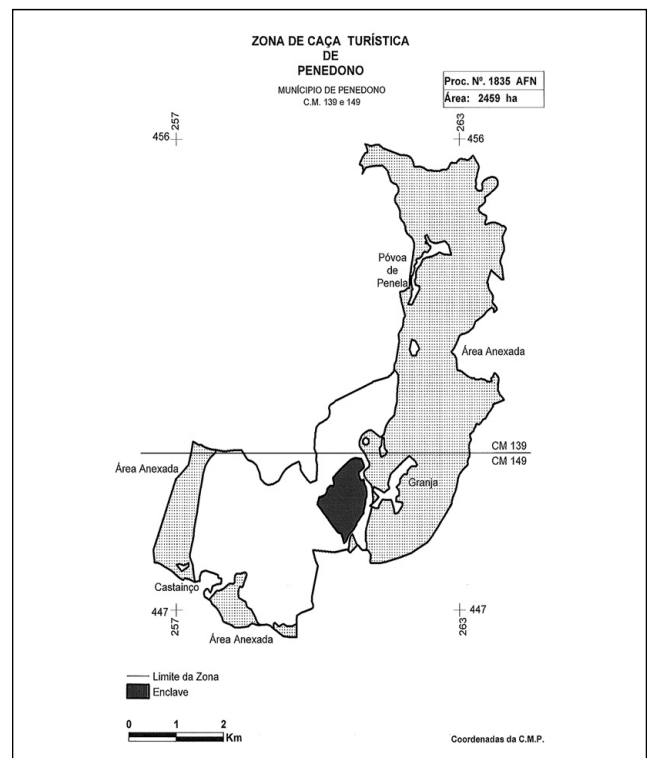 ZONA DE CAÇA TURÍSTICA
DE
PENEDONO
MUNÍCIPIO DE PENEDONO
C.M. 139 e 149
Proc. Nº. 1835 AFN
Área: 2459 ha
257
456
263
456
Póvoa
de
Penela
Área Anexada
CM 139
CM 149
Área Anexada
Granja
Castainço
447
257
Área Anexada
447
263
Limite da Zona
Enclave
0 1 2
Km
Coordenadas da C.M.P.